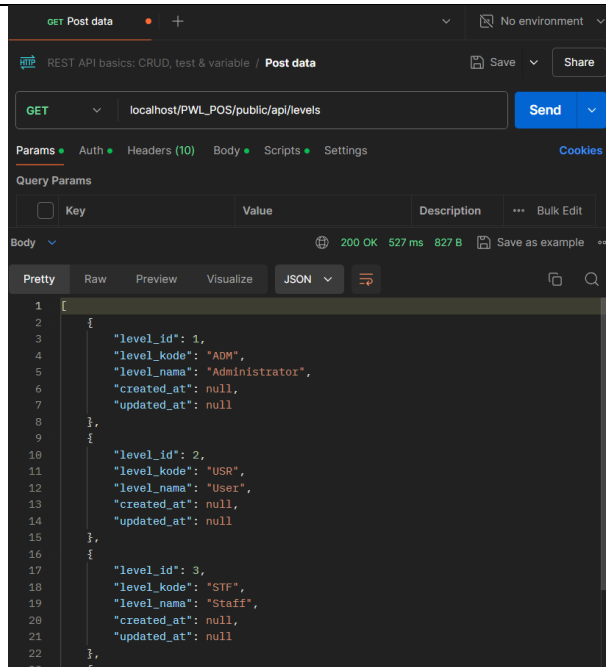 GET Post data
No environment
HTTP REST API basics: CRUD, test & variable / Post data Save Share
GET localhost/PWL_POS/public/api/levels Send
Params Auth Headers (10) Body Scripts Settings Cookies
Query Params
Key Value Description Bulk Edit
Body 200 OK 527 ms 827 B Save as example
Pretty Raw Preview Visualize JSON
1 [
2 {
3 "level_id": 1,
4 "level_kode": "ADM",
5 "level_nama": "Administrator",
6 "created_at": null,
7 "updated_at": null
8 },
9 {
10 "level_id": 2,
11 "level_kode": "USR",
12 "level_nama": "User",
13 "created_at": null,
14 "updated_at": null
15 },
16 {
17 "level_id": 3,
18 "level_kode": "STF",
19 "level_nama": "Staff",
20 "created_at": null,
21 "updated_at": null
22 },